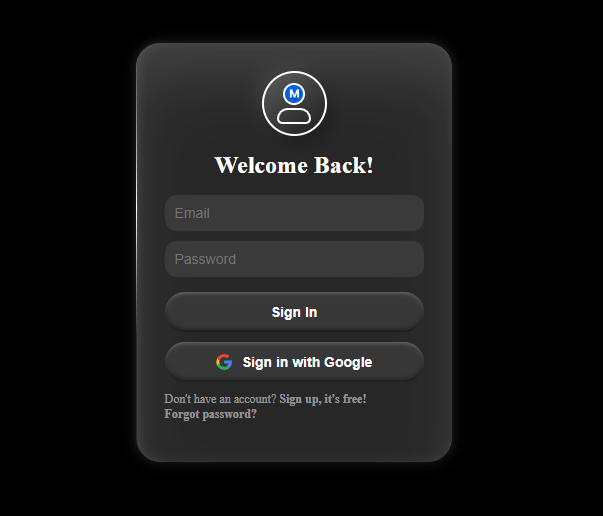 M
Welcome Back!
Email
Password
Sign In
Sign in with Google
Don't have an account? Sign up, it's free!
Forgot password?